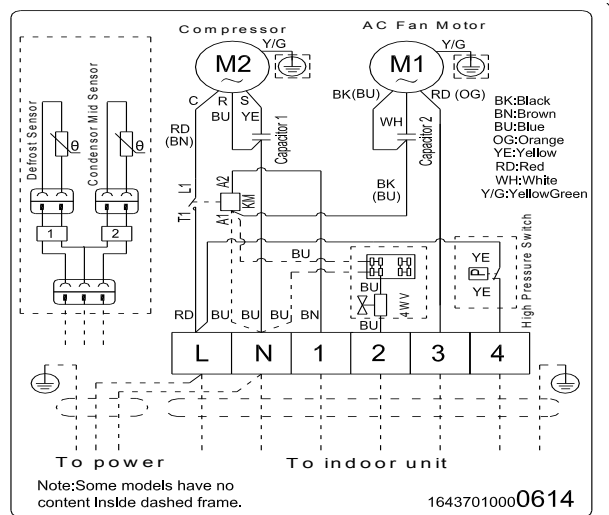 Compressor
AC Fan Motor
M2
Y/G
M1
Y/G
C R S
BU YE
RD
(BN)
Capacitor 1
BK(BU)
RD (OG)
WH
Capacitor 2
BK
(BU)
BK:Black
BN:Brown
BU:Blue
OG:Orange
YE:Yellow
RD:Red
WH:White
Y/G:YellowGreen
Defrost Sensor
θ
Condensor Mid Sensor
θ
1
2
L1
T1
A2
A1
KM
BU
BU
4WV
BU
YE
P
YE
High Pressure Switch
RD BU BU BU BN
L N 1 2 3 4
To power
To indoor unit
Note:Some models have no
content Inside dashed frame.
16437010000614